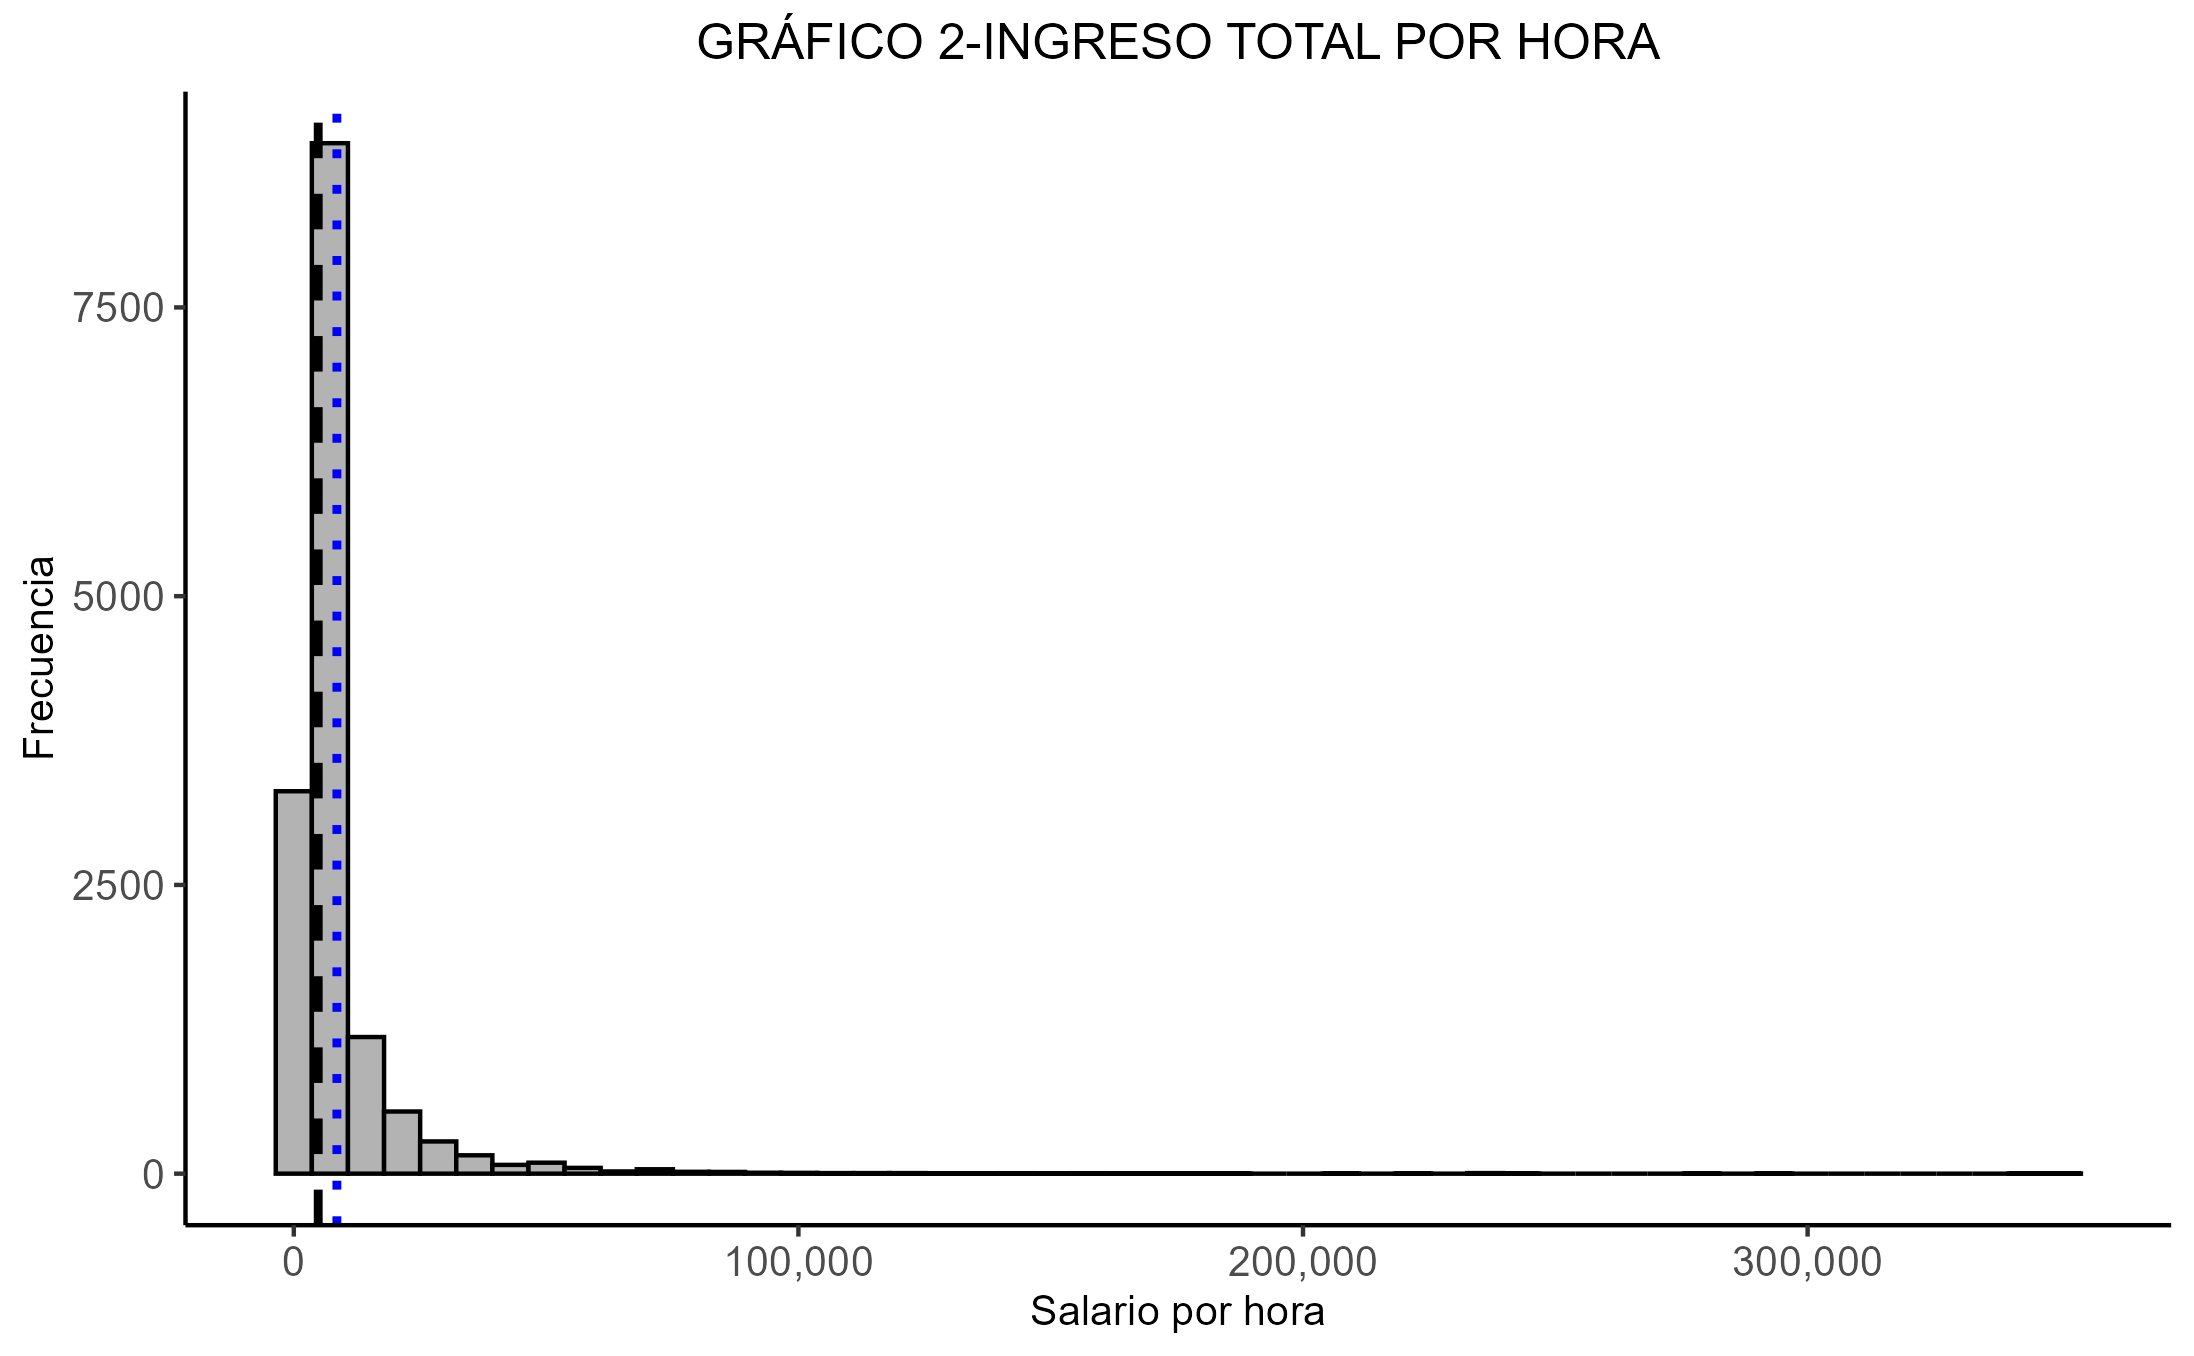 GRÁFICO 2-INGRESO TOTAL POR HORA
Frecuencia
7500
5000
2500
0
0
100,000
200,000
300,000
Salario por hora